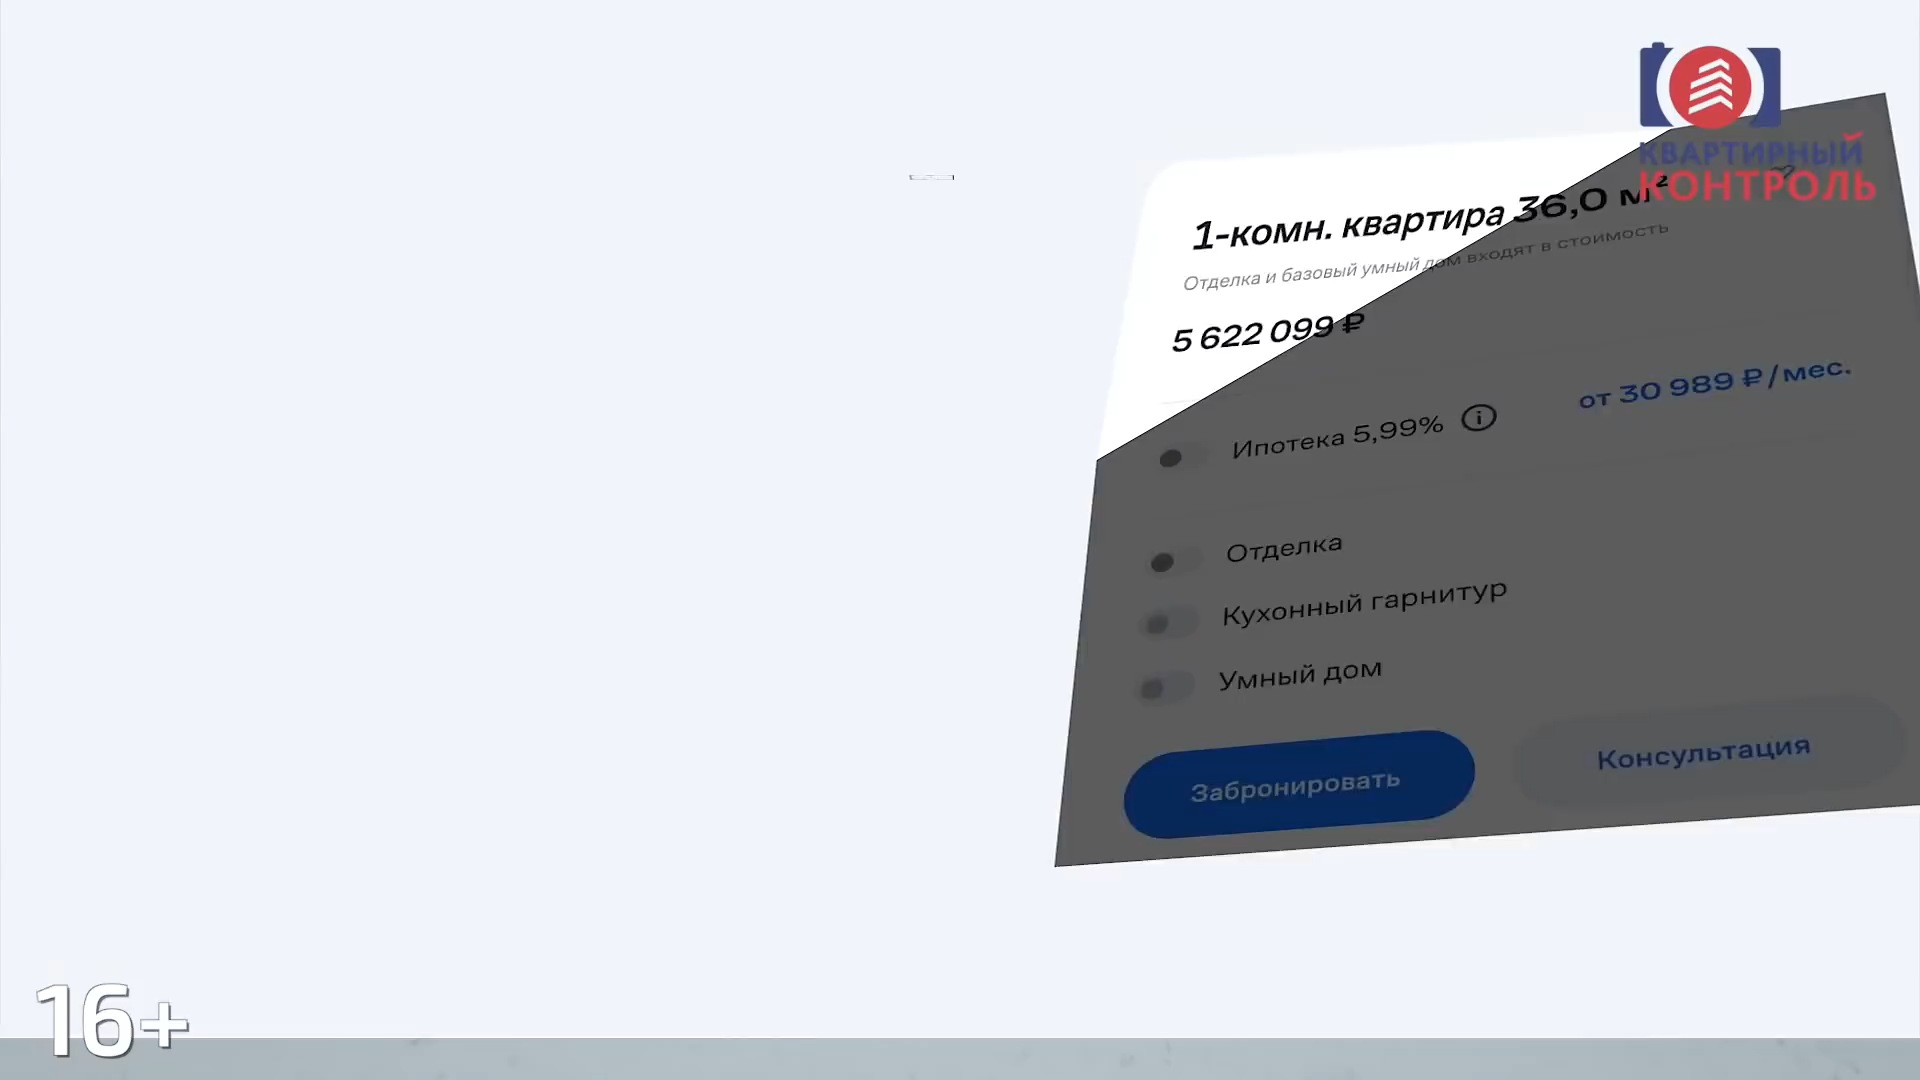 КВАРТИРНЫЙ
КОНТРОЛЬ
1-комн. квартира 36,0 м²
Отделка и базовый умный дом входят в стоимость
5 622 099 ₽
Ипотека 5,99%
от 30 989 ₽/мес.
Отделка
Кухонный гарнитур
Умный дом
Забронировать
Консультация
16+